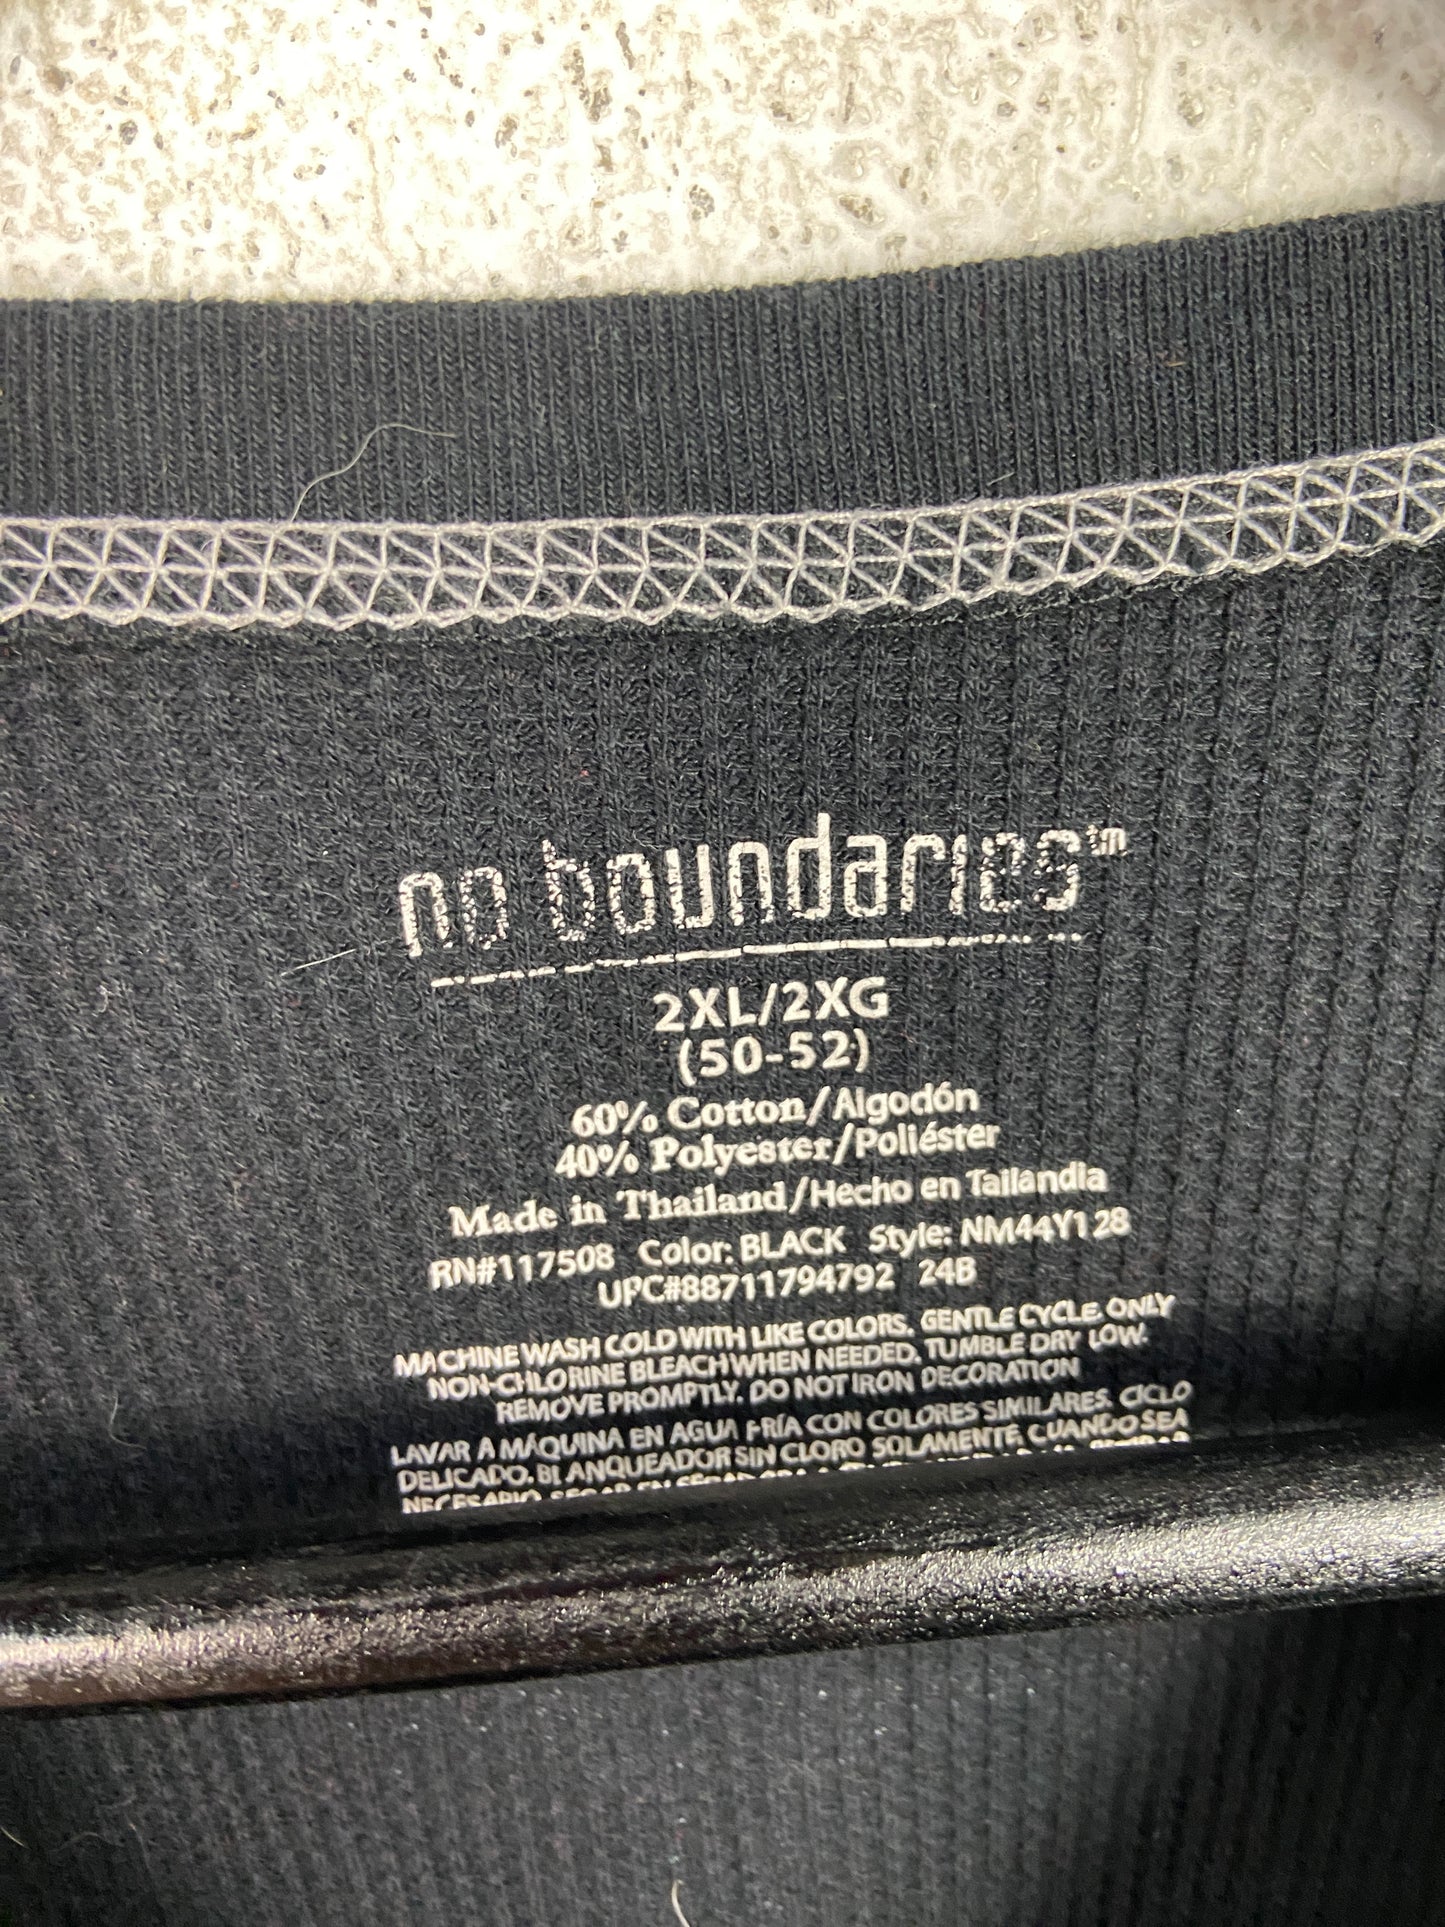 no boundaries™
2XL/2XG
(50-52)
60% Cotton/Algodón
40% Polyester/Poliéster
Made in Thailand/Hecho en Tailandia
RN#117508 Color: BLACK Style: NM44Y128
UPC#88711794792 24B
MACHINE WASH COLD WITH LIKE COLORS. GENTLE CYCLE. ONLY
NON-CHLORINE BLEACH WHEN NEEDED. TUMBLE DRY LOW.
REMOVE PROMPTLY. DO NOT IRON DECORATION
LAVAR A MÁQUINA EN AGUA FRÍA CON COLORES SIMILARES. CICLO
DELICADO. BLANQUEADOR SIN CLORO SOLAMENTE CUANDO SEA
NECESARIO. SECAR EN